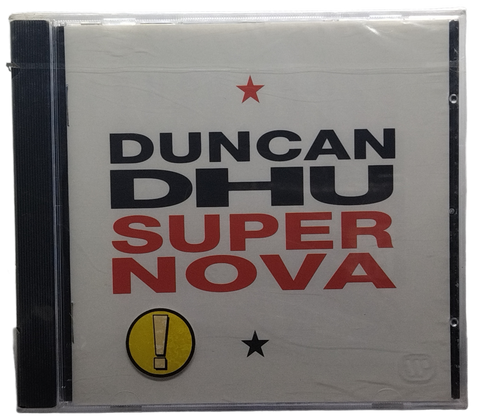 DUNCAN
DHU
SUPER
NOVA
!